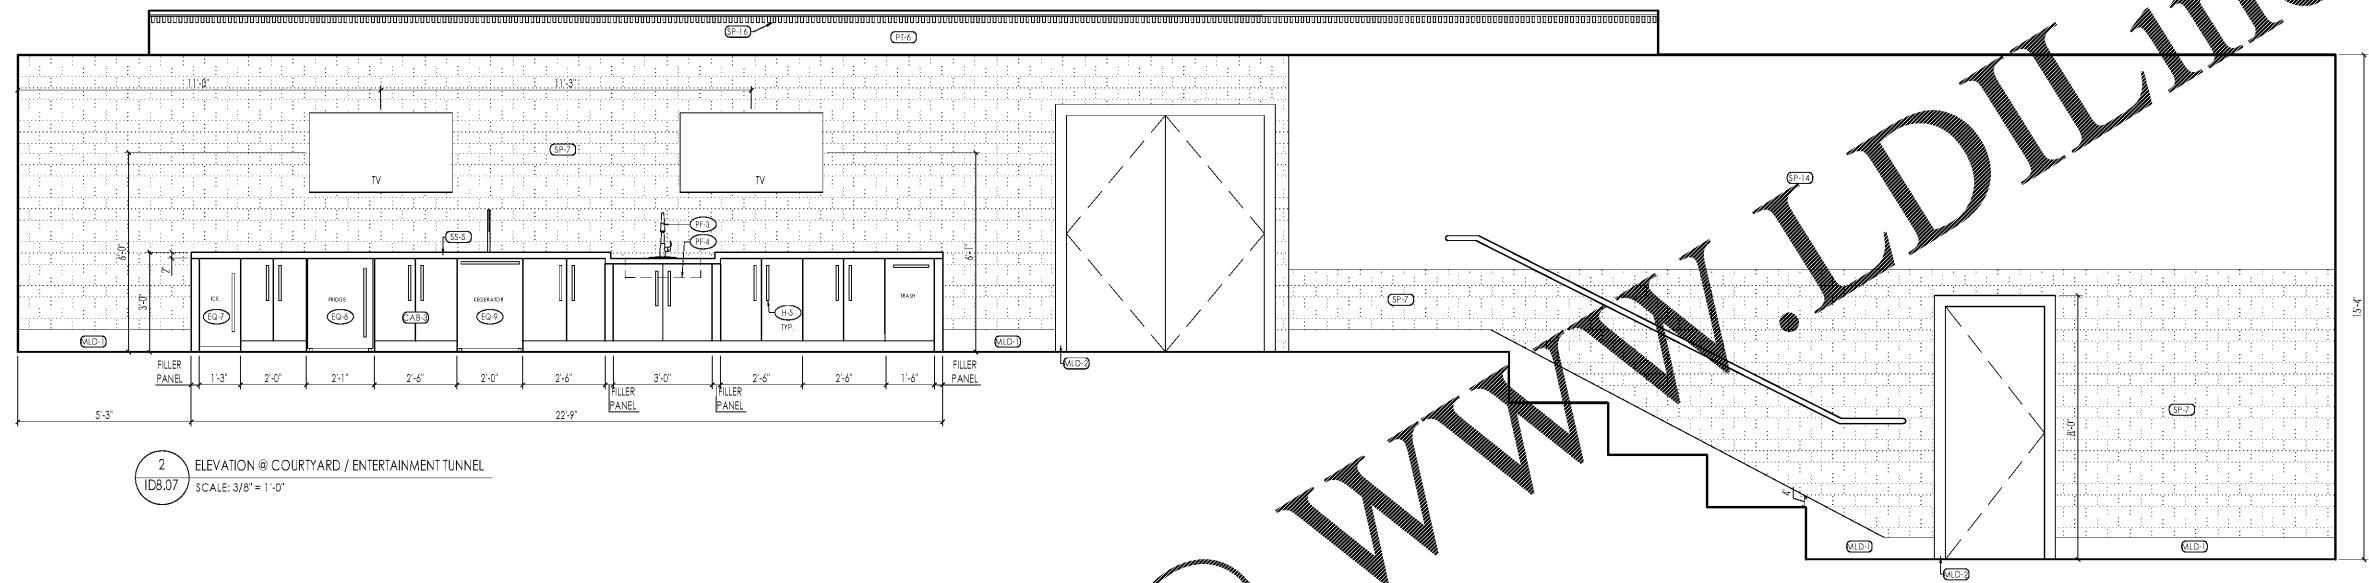 SP-16
PT-6
11'-0"
11'-3"
SP-7
TV
TV
SP-14
PF-3
SS-5
PF-4
6'-0"
2"
3'-0"
6'-1"
15'-4"
ICE
EQ-7
FRIDGE
EQ-8
CAB-3
KEGERATOR
EQ-9
H-5
TYP.
TRASH
SP-7
MLD-1
MLD-1
MLD-2
FILLER
PANEL
1'-3"
2'-0"
2'-1"
2'-6"
2'-0"
2'-6"
FILLER
PANEL
3'-0"
FILLER
PANEL
2'-6"
2'-6"
1'-6"
FILLER
PANEL
5'-3"
22'-9"
SP-7
8'-0"
2
ID8.07
ELEVATION @ COURTYARD / ENTERTAINMENT TUNNEL
SCALE: 3/8" = 1'-0"
MLD-1
MLD-1
MLD-2
www.LDILine